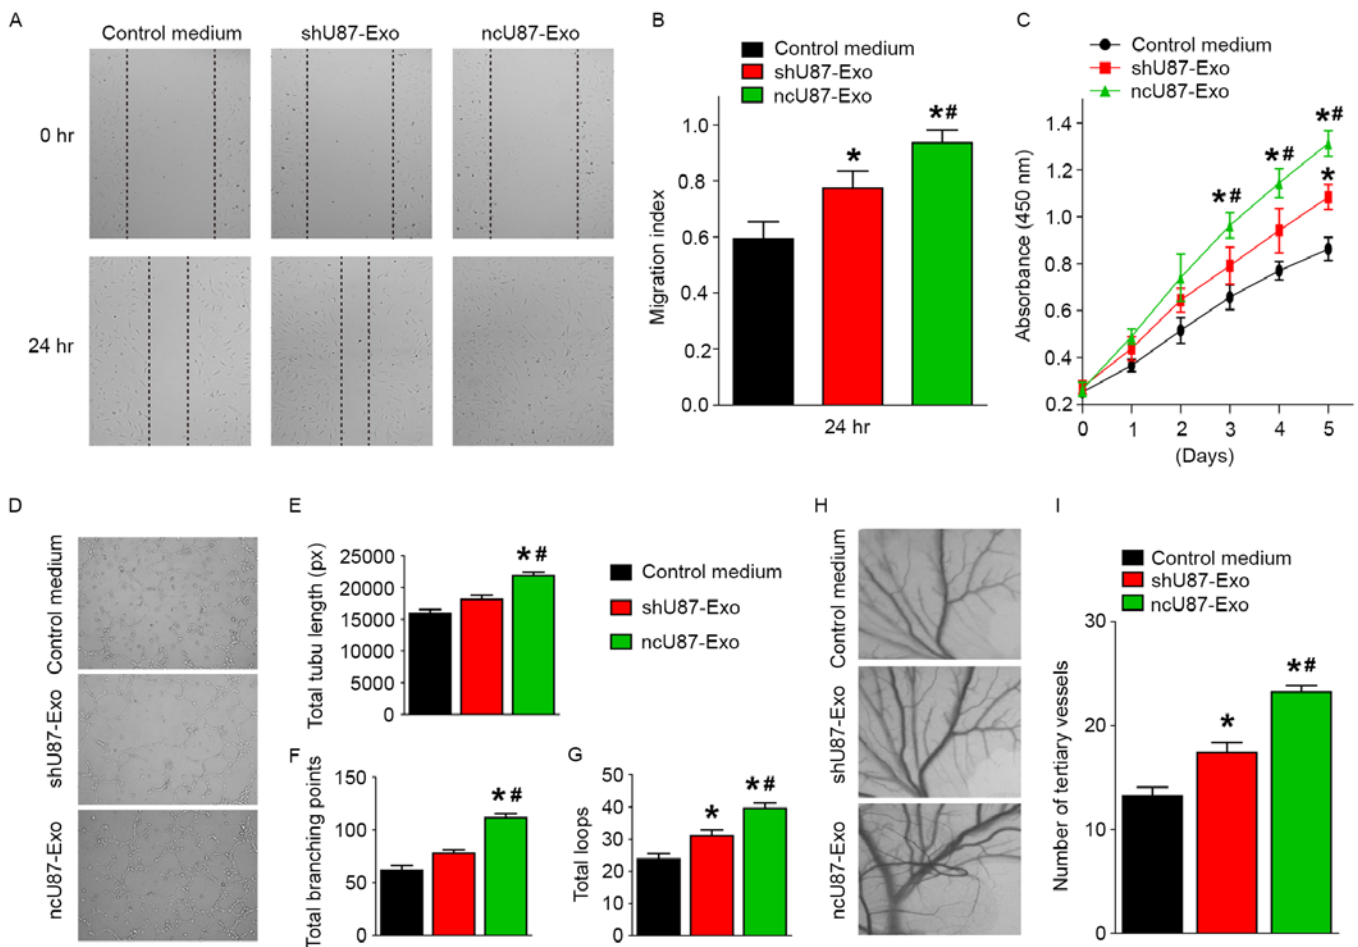 A
Control medium
shU87-Exo
ncU87-Exo
0 hr
24 hr
B
Control medium
shU87-Exo
ncU87-Exo
Migration index
1.0
0.8
0.6
0.4
0.2
0.0
*
*#
24 hr
C
Control medium
shU87-Exo
ncU87-Exo
Absorbance (450 nm)
1.4
1.2
1.0
0.8
0.6
0.4
0.2
*#
*#
*#
*
0 1 2 3 4 5
(Days)
D
Control medium
shU87-Exo
ncU87-Exo
E
Total tubu length (px)
25000
20000
15000
10000
5000
0
*#
Control medium
shU87-Exo
ncU87-Exo
F
Total branching points
150
100
50
0
*#
G
Total loops
50
40
30
20
10
0
*
*#
H
Control medium
shU87-Exo
ncU87-Exo
I
Control medium
shU87-Exo
ncU87-Exo
Number of tertiary vessels
30
20
10
0
*
*#